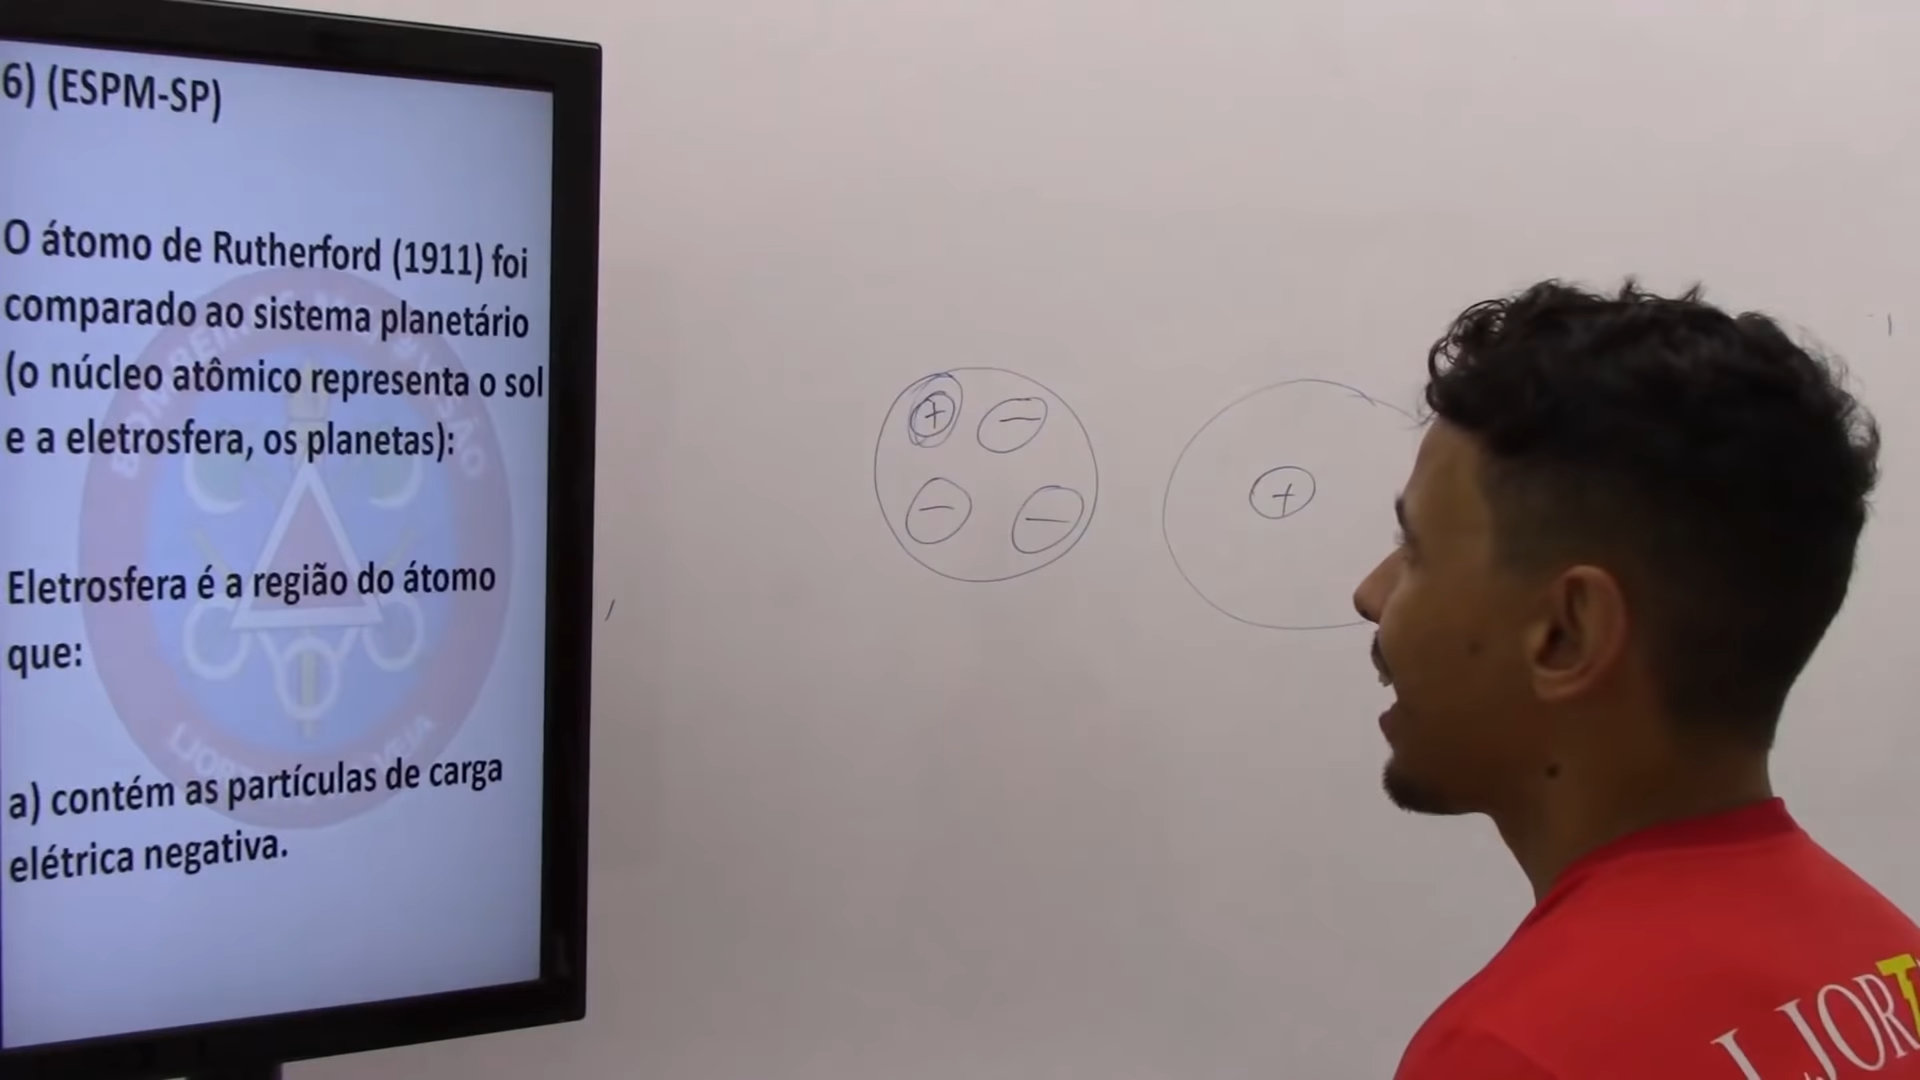 6) (ESPM-SP)
O átomo de Rutherford (1911) foi
comparado ao sistema planetário
(o núcleo atômico representa o sol
e a eletrosfera, os planetas):
Eletrosfera é a região do átomo
que:
a) contém as partículas de carga
elétrica negativa.
+ −
− −
+
LJORT